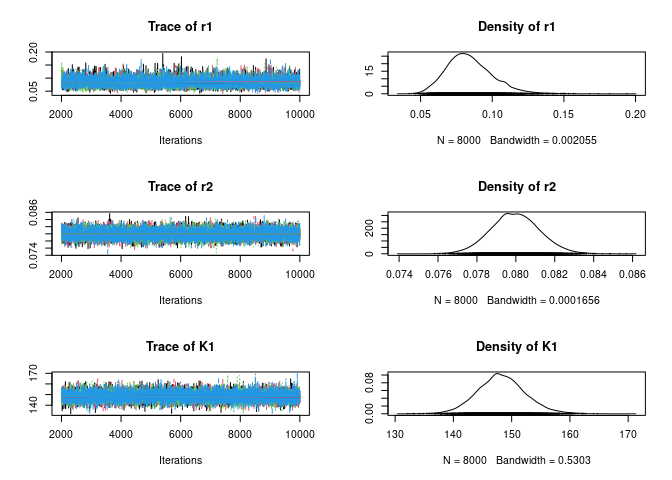 Trace of r1
0.05 0.20
2000 4000 6000 8000 10000
Iterations
Density of r1
0 15
0.05 0.10 0.15 0.20
N = 8000 Bandwidth = 0.002055
Trace of r2
0.074 0.086
2000 4000 6000 8000 10000
Iterations
Density of r2
0 200
0.074 0.076 0.078 0.080 0.082 0.084 0.086
N = 8000 Bandwidth = 0.0001656
Trace of K1
140 170
2000 4000 6000 8000 10000
Iterations
Density of K1
0.00 0.08
130 140 150 160 170
N = 8000 Bandwidth = 0.5303